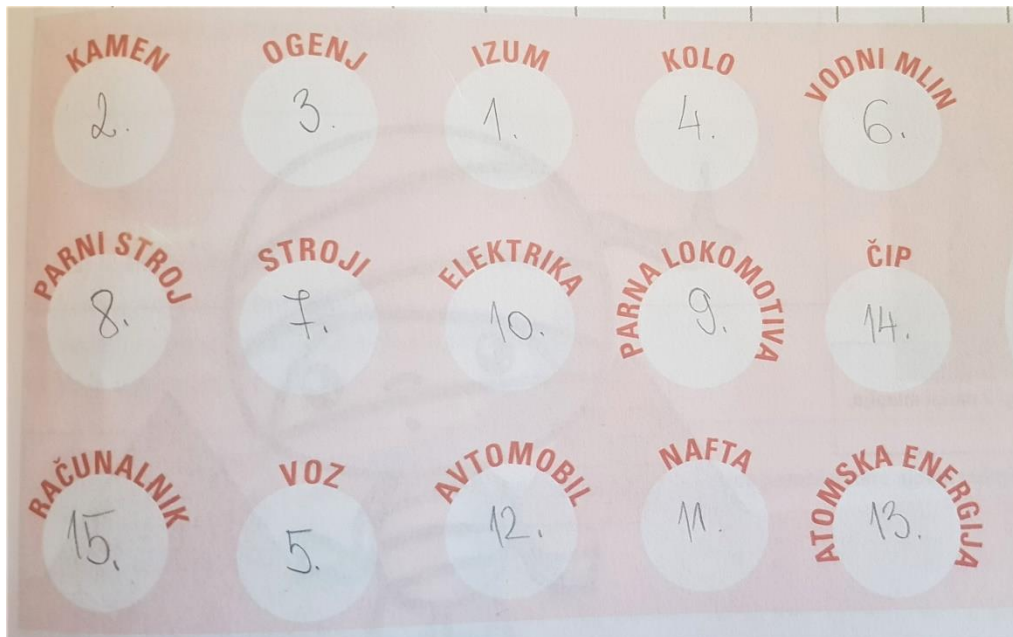 KAMEN OGENJ IZUM KOLO VODNI MLIN
2. 3. 1. 4. 6.
PARNI STROJ STROJI ELEKTRIKA PARNA LOKOMOTIVA ČIP
8. 7. 10. 9. 14.
RAČUNALNIK VOZ AVTOMOBIL NAFTA ATOMSKA ENERGIJA
15. 5. 12. 11. 13.